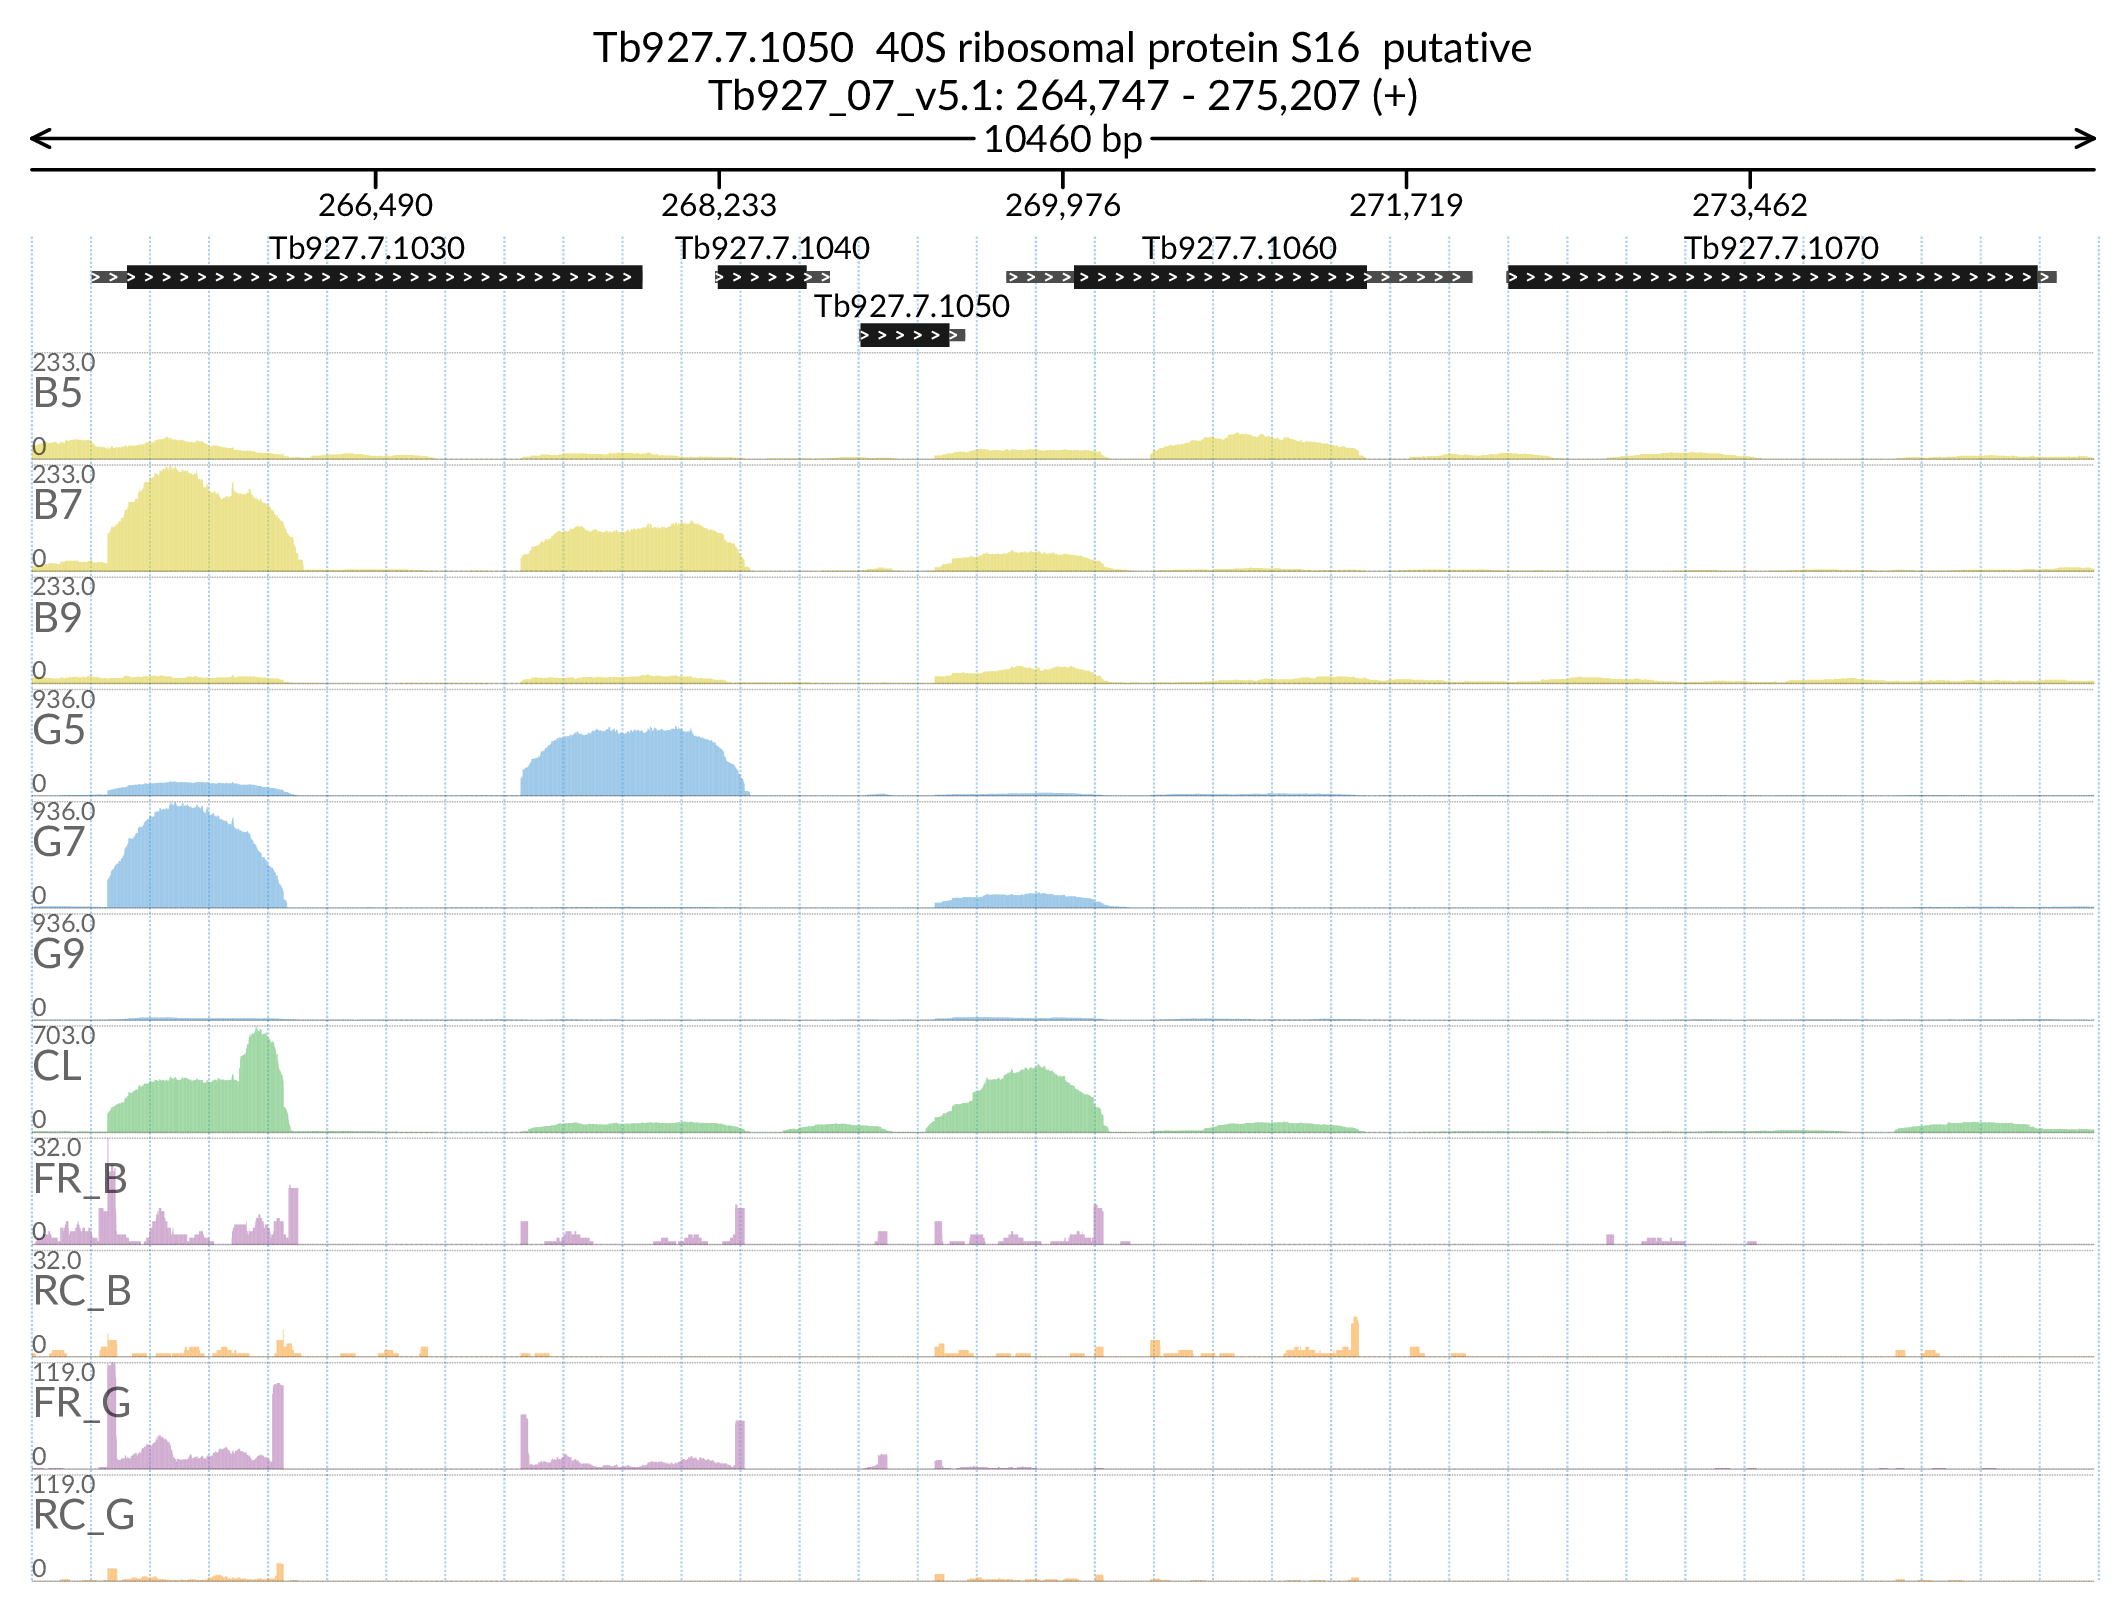 Tb927.7.1050 40S ribosomal protein S16 putative
Tb927_07_v5.1: 264,747 - 275,207 (+)
10460 bp
266,490 268,233 269,976 271,719 273,462
Tb927.7.1030 Tb927.7.1040 Tb927.7.1060 Tb927.7.1070
Tb927.7.1050
233.0
B5
0
233.0
B7
0
233.0
B9
0
936.0
G5
0
936.0
G7
0
936.0
G9
0
703.0
CL
0
32.0
FR_B
0
32.0
RC_B
0
119.0
FR_G
0
119.0
RC_G
0